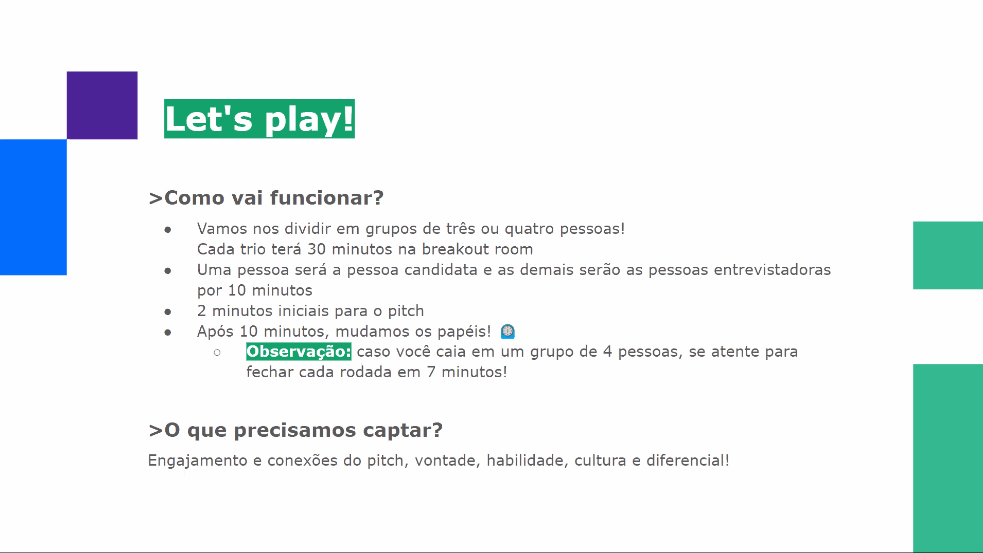 Let's play!
>Como vai funcionar?
● Vamos nos dividir em grupos de três ou quatro pessoas!
Cada trio terá 30 minutos na breakout room
● Uma pessoa será a pessoa candidata e as demais serão as pessoas entrevistadoras
por 10 minutos
● 2 minutos iniciais para o pitch
● Após 10 minutos, mudamos os papéis!
○ Observação: caso você caia em um grupo de 4 pessoas, se atente para
fechar cada rodada em 7 minutos!
>O que precisamos captar?
Engajamento e conexões do pitch, vontade, habilidade, cultura e diferencial!